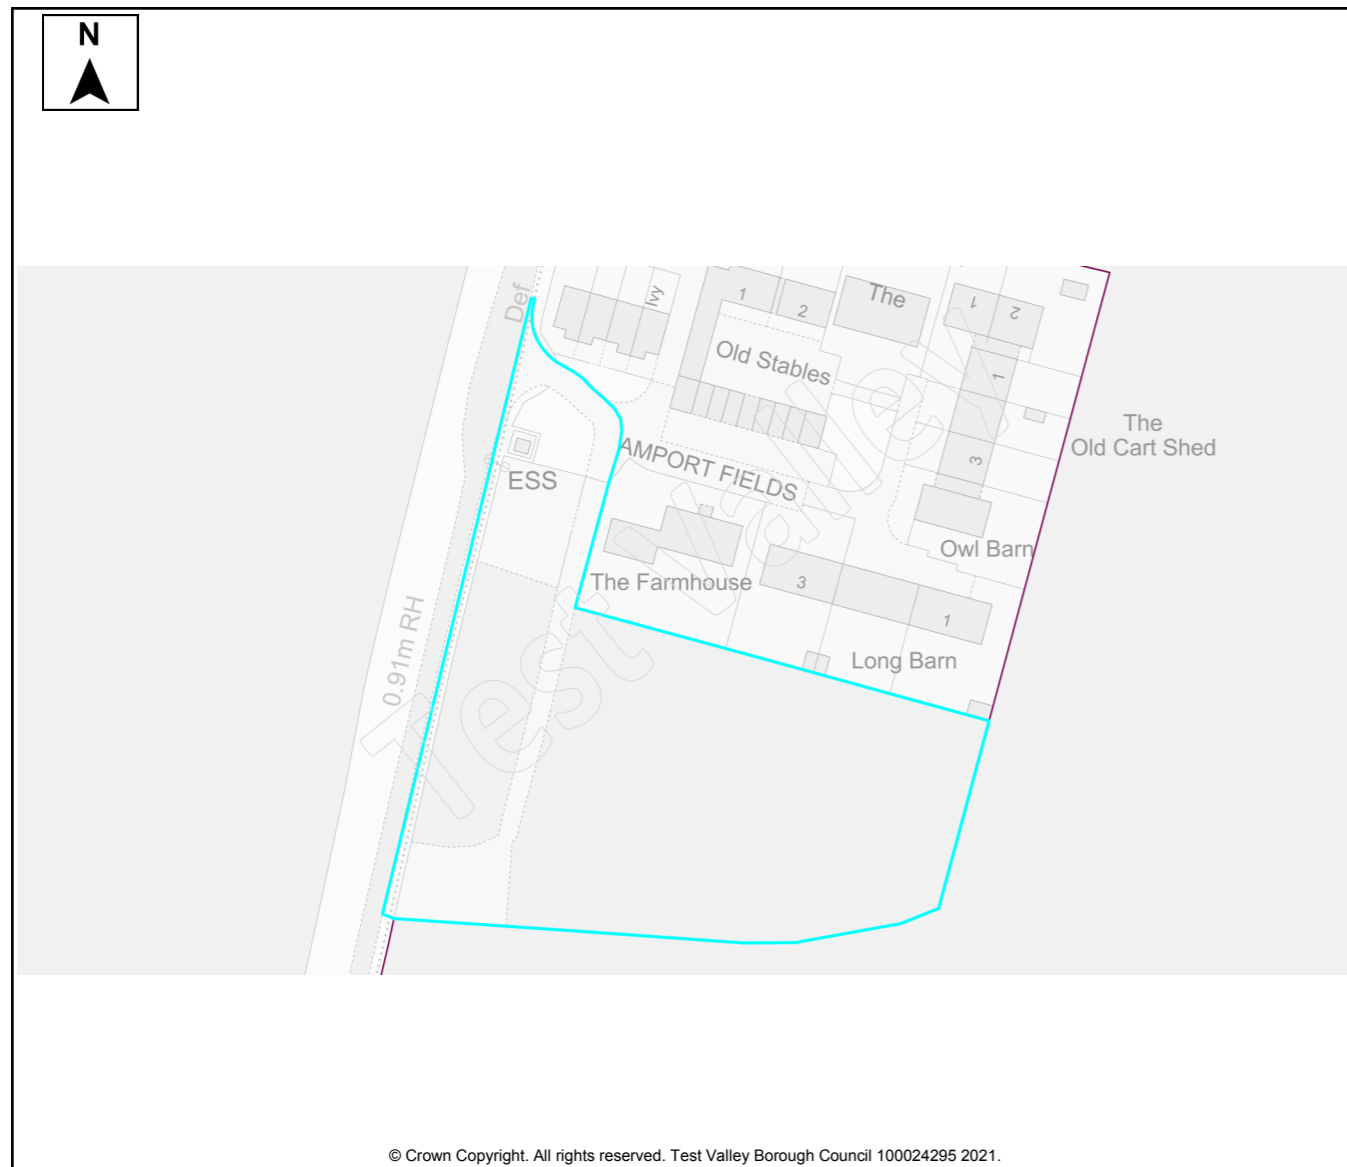 N
Def
Ivy
1
2
The
1
2
Old Stables
1
The
Old Cart Shed
AMPORT FIELDS
3
ESS
Owl Barn
The Farmhouse
3
1
0.91m RH
Long Barn
Test Valley
© Crown Copyright. All rights reserved. Test Valley Borough Council 100024295 2021.